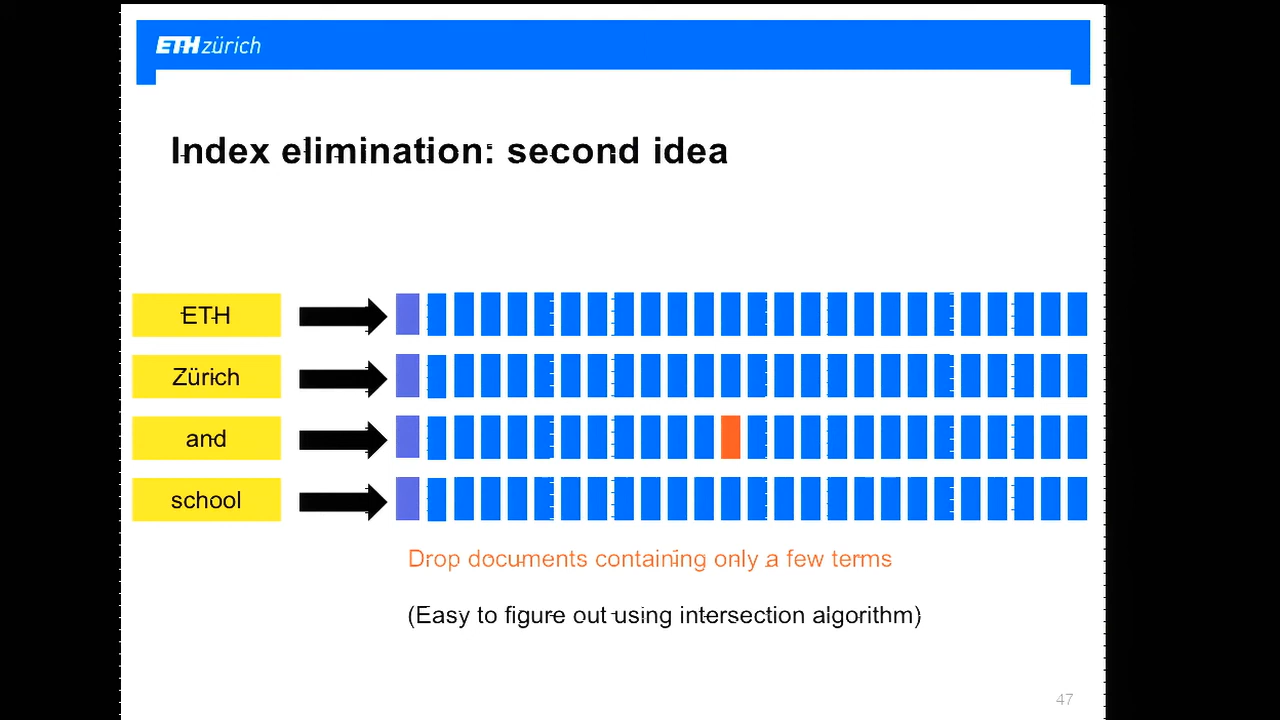 ETH zürich
Index elimination: second idea
ETH
Zürich
and
school
Drop documents containing only a few terms
(Easy to figure out using intersection algorithm)
47